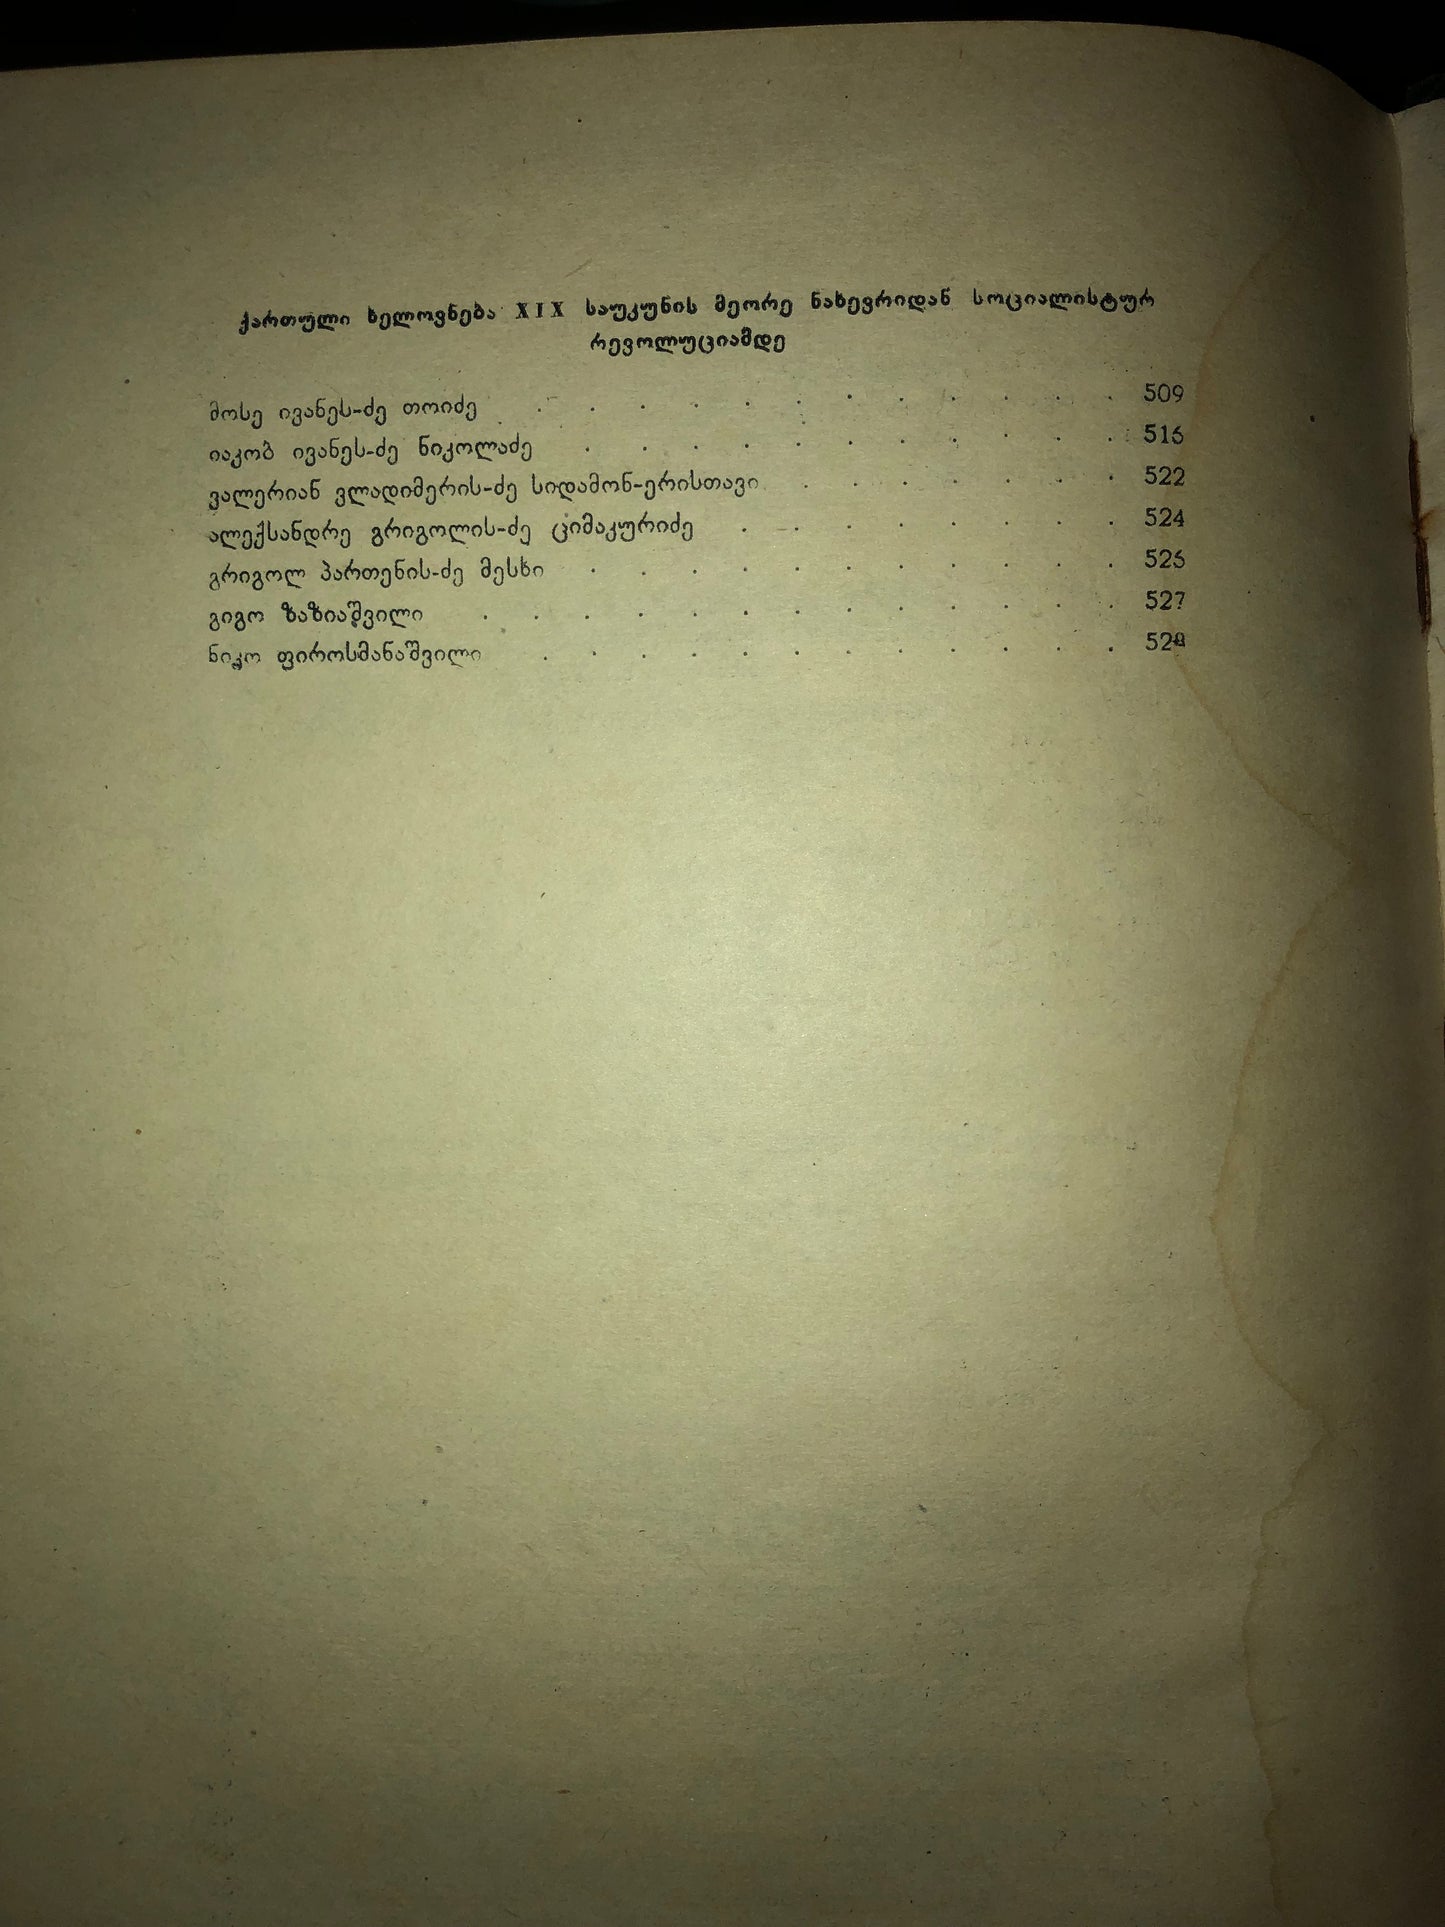 ქართული ხელოვნება XIX საუკუნის მეორე ნახევრიდან სოციალისტურ
რევოლუციამდე
მოსე ივანეს-ძე თოიძე . . . . . . . . . . . . 509
იაკობ ივანეს-ძე ნიკოლაძე . . . . . . . . . . . 516
ვალერიან ვლადიმერის-ძე სიდამონ-ერისთავი . . . . . . . 522
ალექსანდრე გრიგოლის-ძე ციმაკურიძე . . . . . . . . 524
გრიგოლ პართენის-ძე მესხი . . . . . . . . . . . 526
გიგო ზაზიაშვილი . . . . . . . . . . . . . 527
ნიკო ფიროსმანაშვილი . . . . . . . . . . . . 528